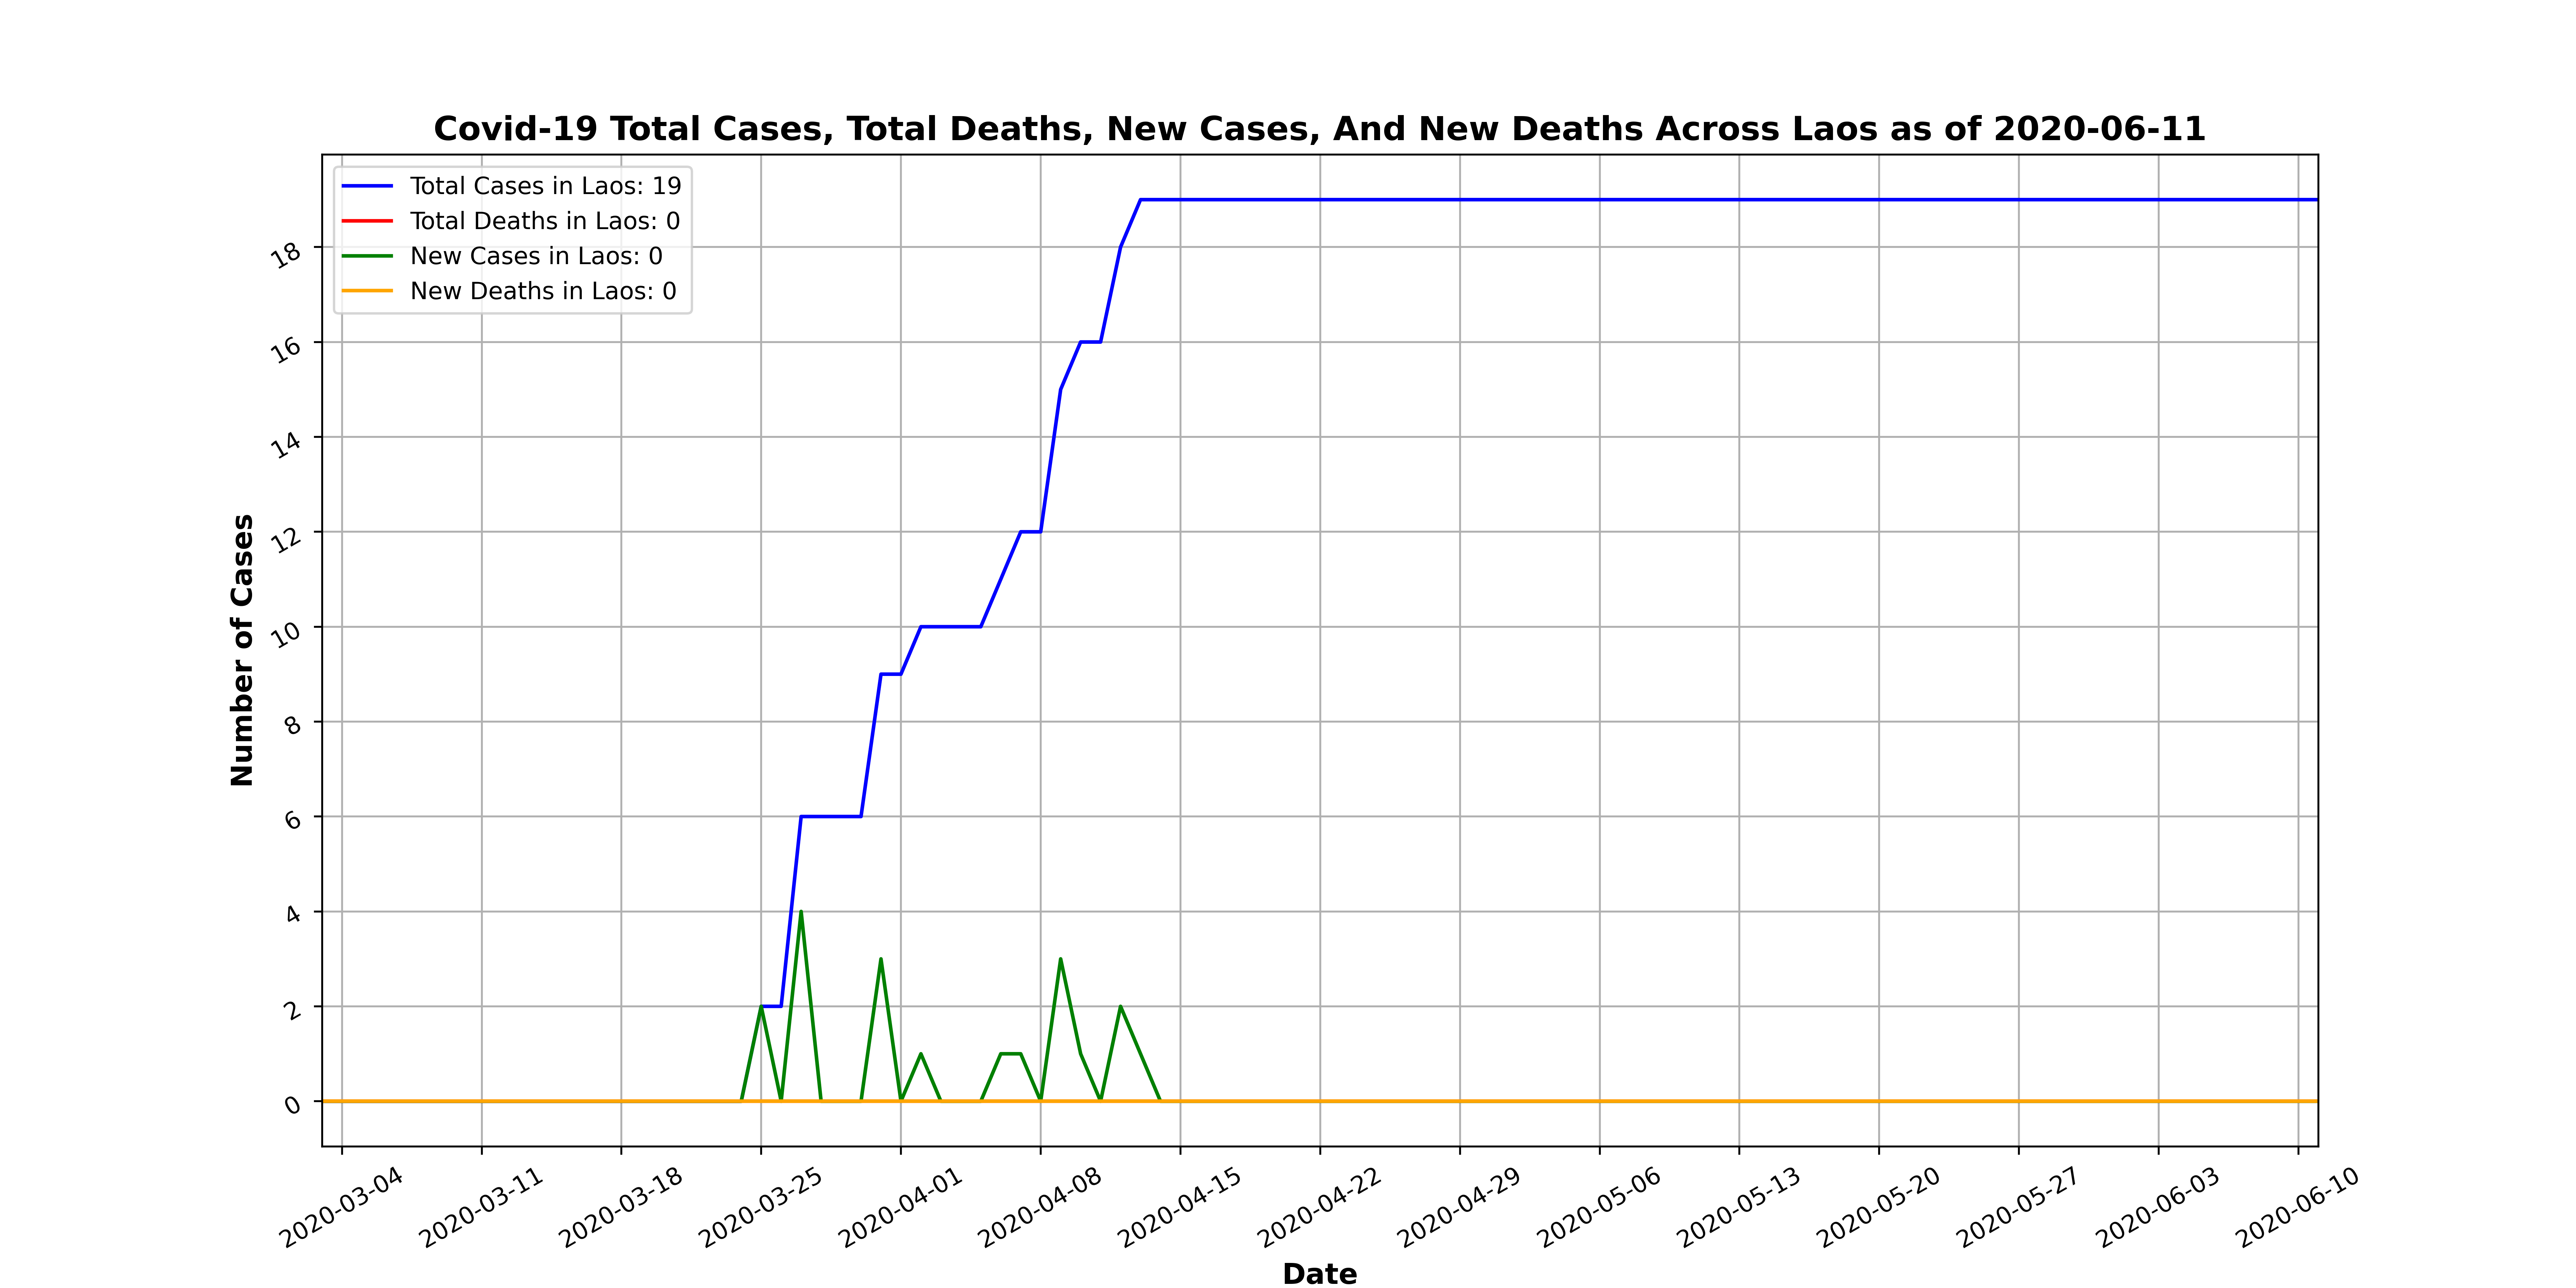 Covid-19 Total Cases, Total Deaths, New Cases, And New Deaths Across Laos as of 2020-06-11
Total Cases in Laos: 19
Total Deaths in Laos: 0
New Cases in Laos: 0
New Deaths in Laos: 0
18
16
14
12
10
8
6
4
2
0
Number of Cases
2020-03-04 2020-03-11 2020-03-18 2020-03-25 2020-04-01 2020-04-08 2020-04-15 2020-04-22 2020-04-29 2020-05-06 2020-05-13 2020-05-20 2020-05-27 2020-06-03 2020-06-10
Date